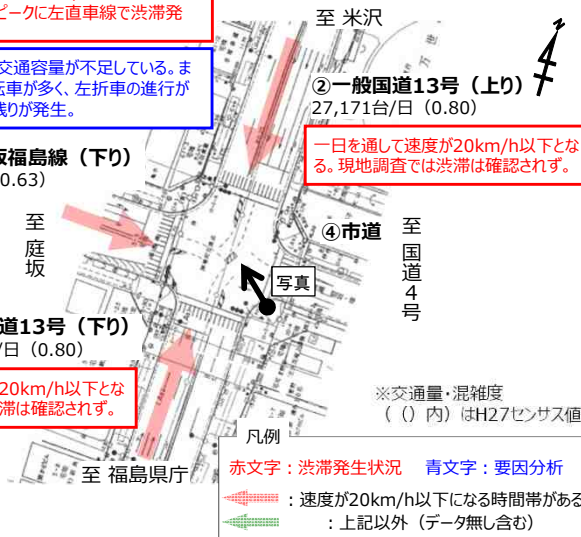 ピークに左直車線で渋滞発
交通容量が不足している。ま
転車が多く、左折車の進行が
残りが発生。
至 米沢
②一般国道13号（上り）
27,171台/日（0.80）
一日を通して速度が20km/h以下とな
る。現地調査では渋滞は確認されず。
坂福島線（下り）
0.63）
④市道
至国道4号
至庭坂
写真
道13号（下り）
/日（0.80）
20km/h以下とな
滞は確認されず。
※交通量・混雑度
（（）内）はH27センサス値
至 福島県庁
凡例
赤文字：渋滞発生状況 青文字：要因分析
：速度が20km/h以下になる時間帯がある
：上記以外（データ無し含む）